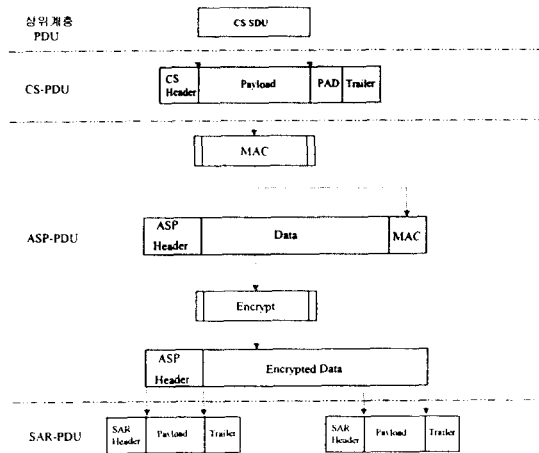 상위계층
PDU
CS SDU
CS-PDU
CS
Header
Payload
PAD
Trailer
MAC
ASP-PDU
ASP
Header
Data
MAC
Encrypt
ASP
Header
Encrypted Data
SAR-PDU
SAR
Header
Payload
Trailer
SAR
Header
Payload
Trailer